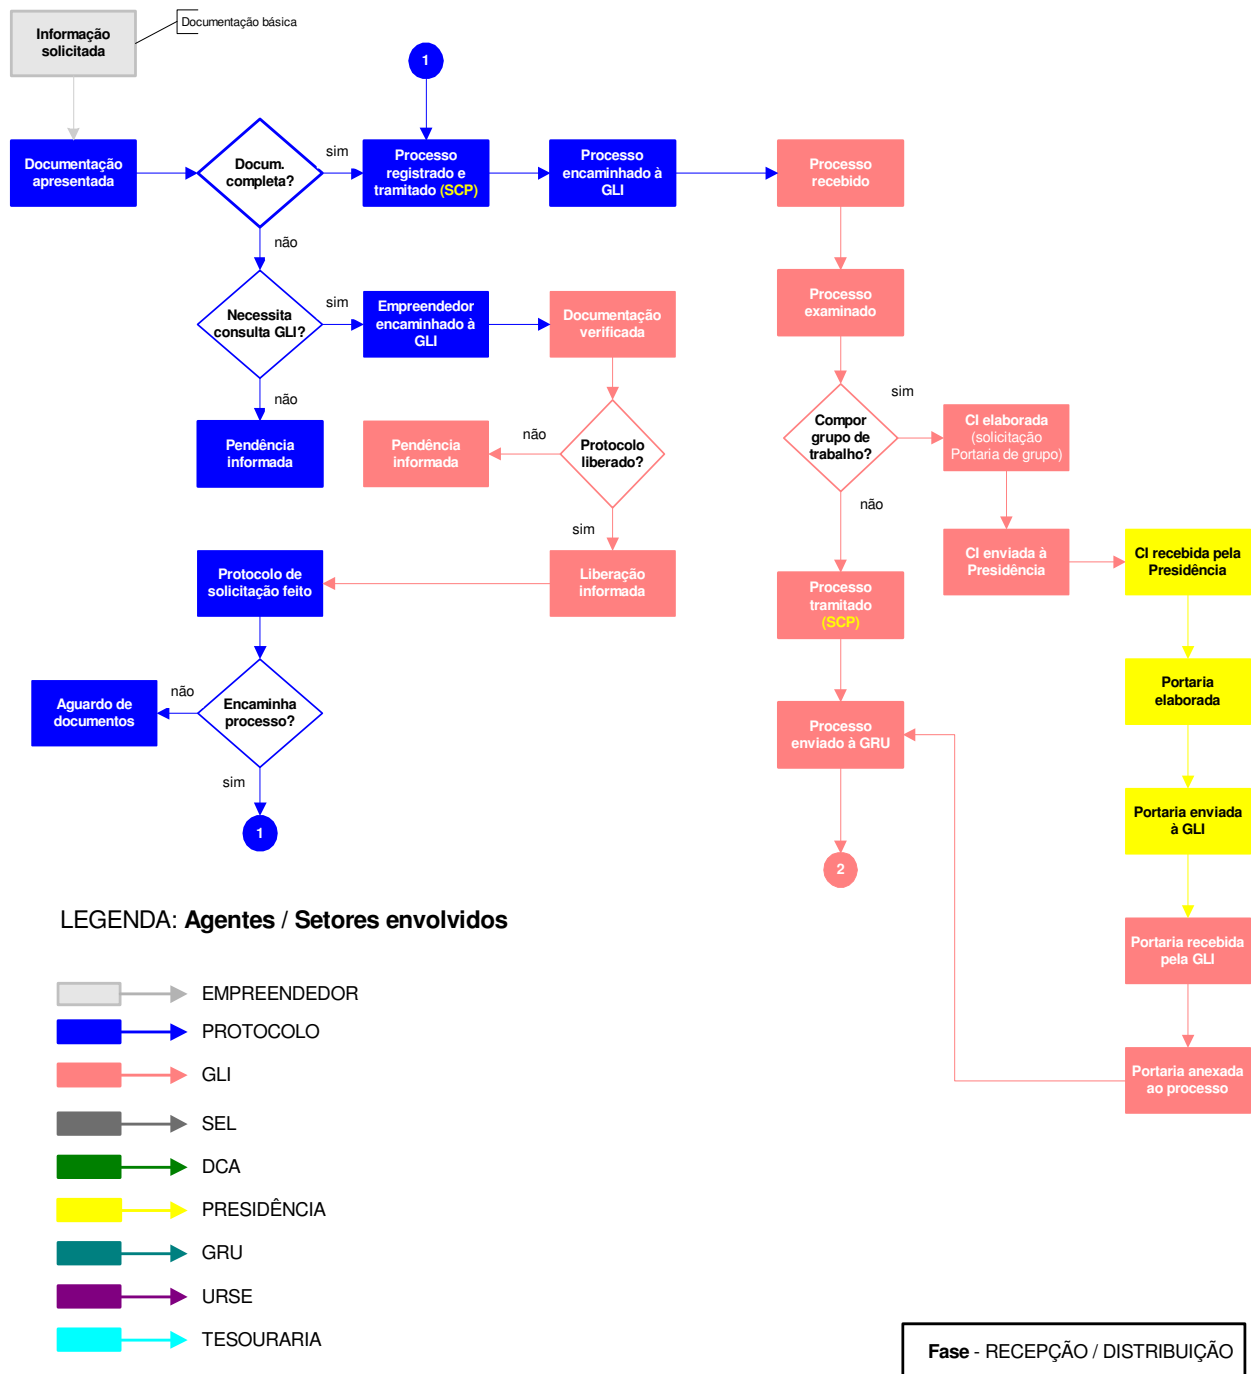 Informação
solicitada
Documentação básica
1
Documentação
apresentada
Docum.
completa?
sim
Processo
registrado e
tramitado (SCP)
Processo
encaminhado à
GLI
Processo
recebido
não
Necessita
consulta GLI?
sim
Empreendedor
encaminhado à
GLI
Documentação
verificada
Processo
examinado
não
Pendência
informada
Pendência
informada
não
Protocolo
liberado?
sim
Compor
grupo de
trabalho?
sim
CI elaborada
(solicitação
Portaria de grupo)
não
CI enviada à
Presidência
CI recebida pela
Presidência
Protocolo de
solicitação feito
Liberação
informada
Processo
tramitado
(SCP)
Portaria
elaborada
Aguardo de
documentos
não
Encaminha
processo?
sim
1
Processo
enviado à GRU
2
Portaria enviada
à GLI
Portaria recebida
pela GLI
Portaria anexada
ao processo
LEGENDA: Agentes / Setores envolvidos
EMPREENDEDOR
PROTOCOLO
GLI
SEL
DCA
PRESIDÊNCIA
GRU
URSE
TESOURARIA
Fase - RECEPÇÃO / DISTRIBUIÇÃO